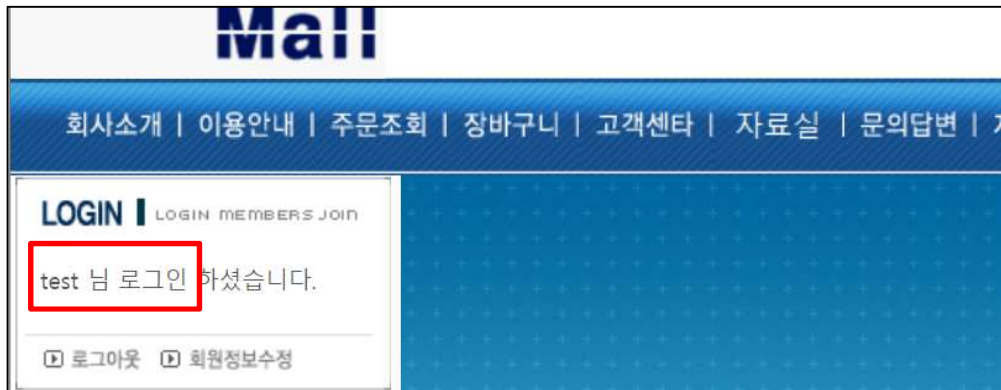 Mall
회사소개 | 이용안내 | 주문조회 | 장바구니 | 고객센타 | 자료실 | 문의답변 |
LOGIN LOGIN MEMBERS JOIN
test 님 로그인 하셨습니다.
로그아웃 회원정보수정